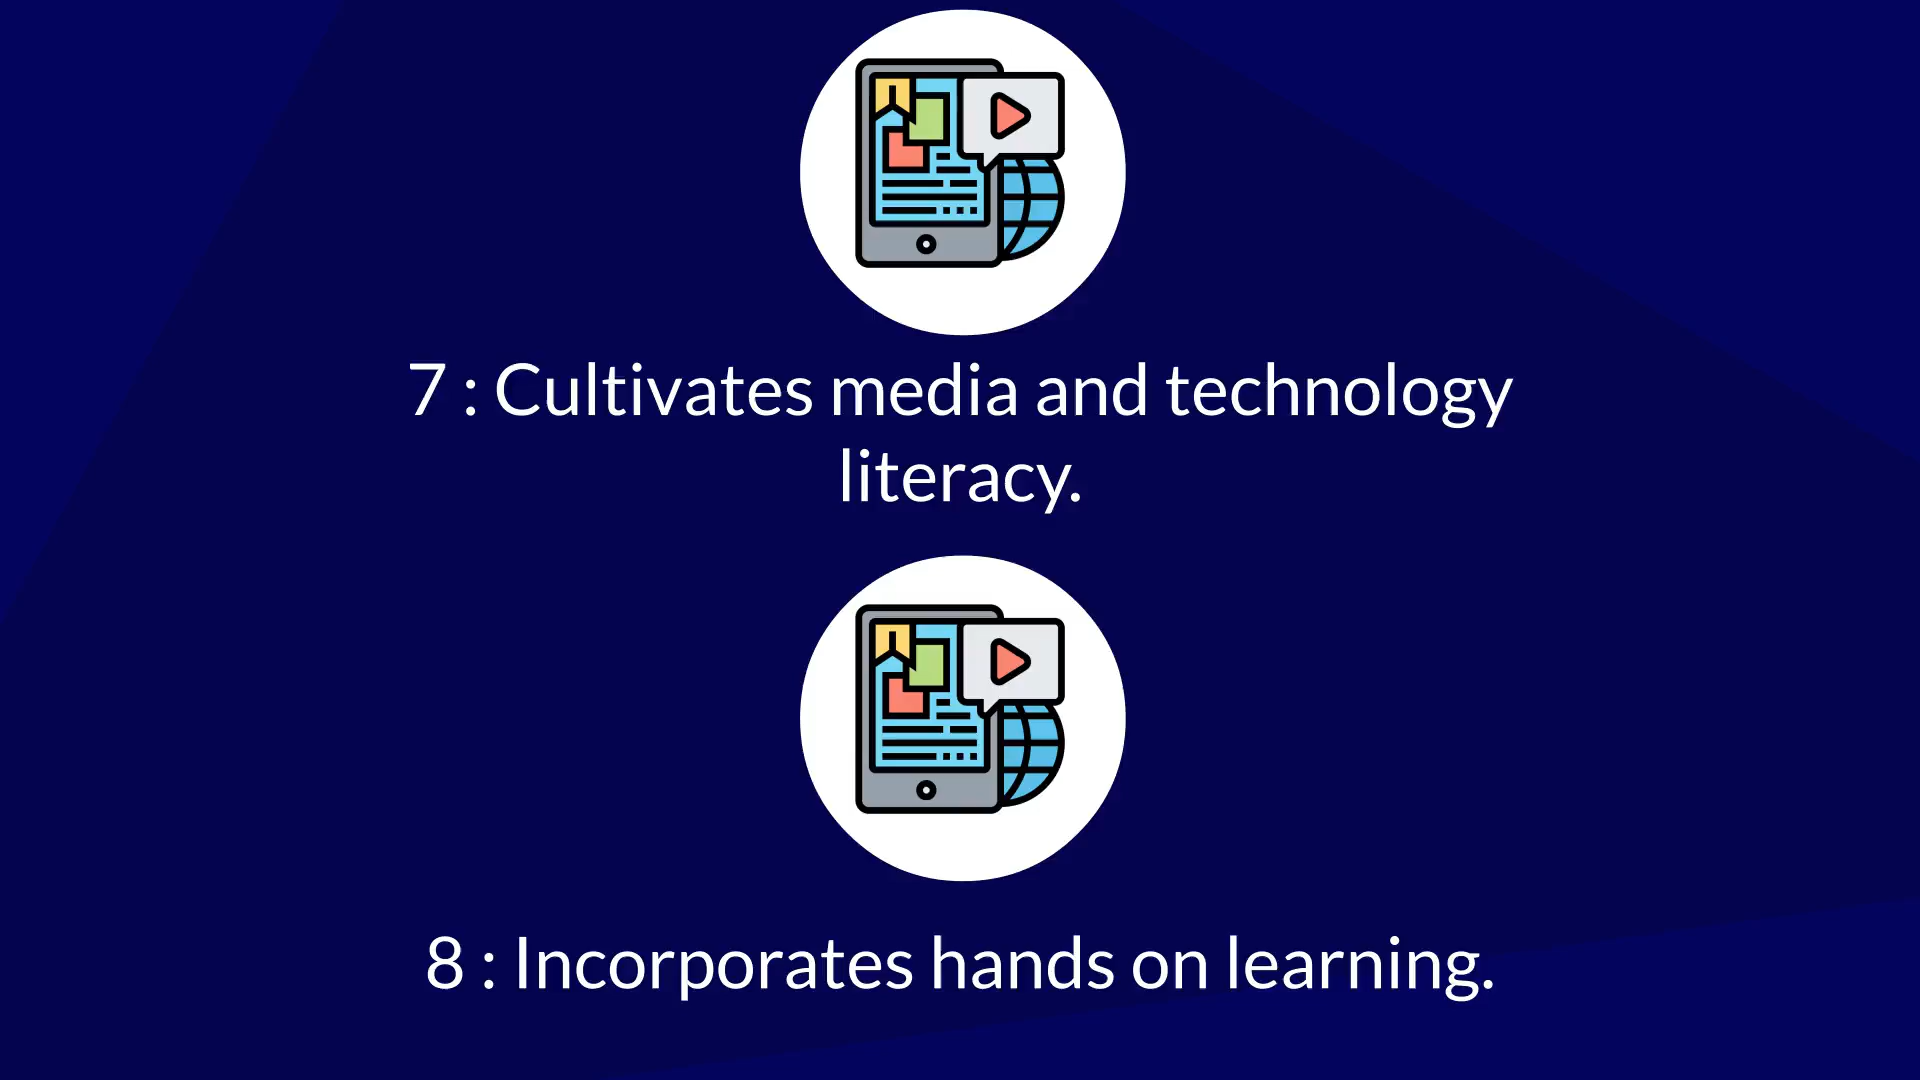 7 : Cultivates media and technology
literacy.
8 : Incorporates hands on learning.